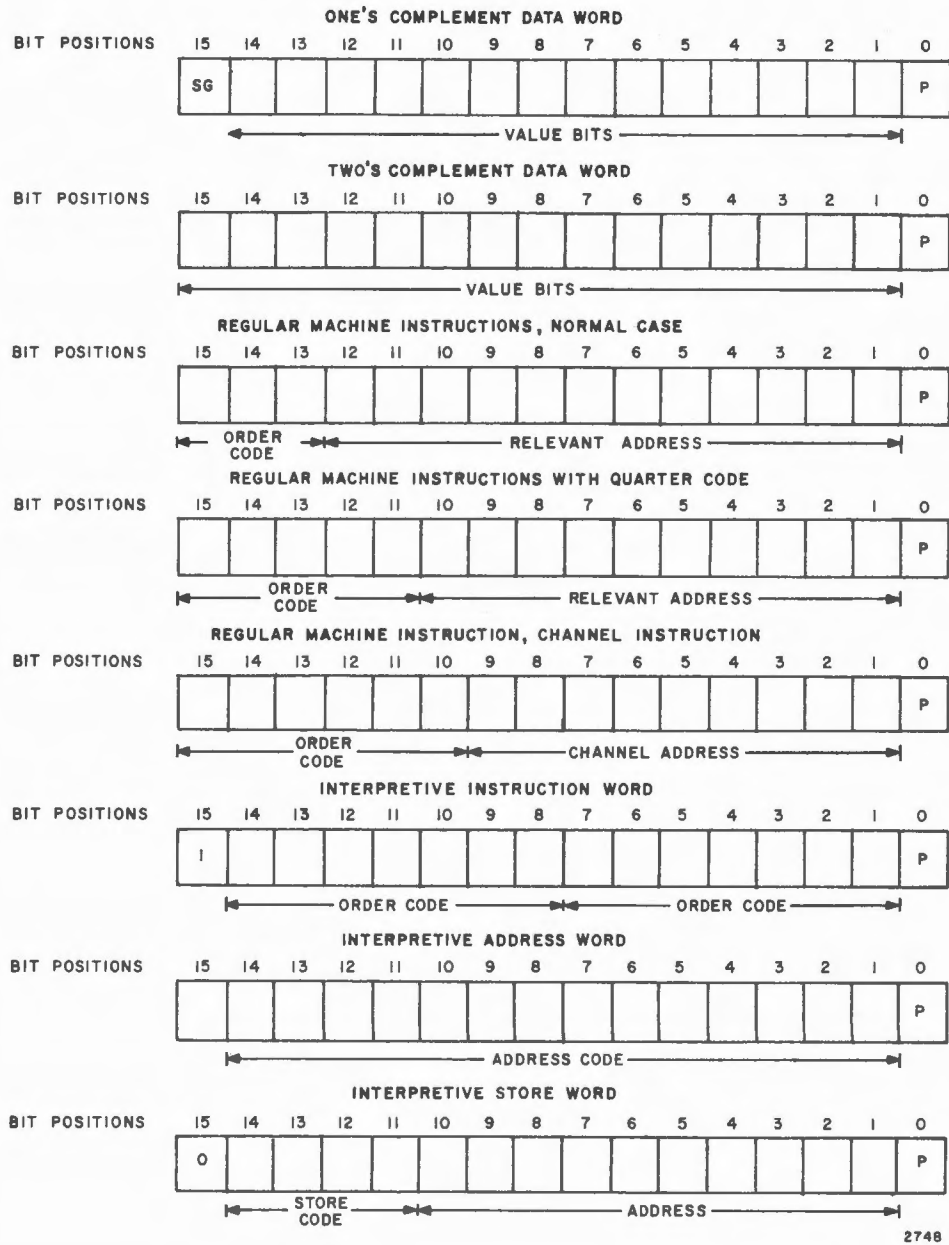 ONE'S COMPLEMENT DATA WORD
BIT POSITIONS 15 14 13 12 11 10 9 8 7 6 5 4 3 2 1 0
SG P
VALUE BITS
TWO'S COMPLEMENT DATA WORD
BIT POSITIONS 15 14 13 12 11 10 9 8 7 6 5 4 3 2 1 0
P
VALUE BITS
REGULAR MACHINE INSTRUCTIONS, NORMAL CASE
BIT POSITIONS 15 14 13 12 11 10 9 8 7 6 5 4 3 2 1 0
P
ORDER CODE RELEVANT ADDRESS
REGULAR MACHINE INSTRUCTIONS WITH QUARTER CODE
BIT POSITIONS 15 14 13 12 11 10 9 8 7 6 5 4 3 2 1 0
P
ORDER CODE RELEVANT ADDRESS
REGULAR MACHINE INSTRUCTION, CHANNEL INSTRUCTION
BIT POSITIONS 15 14 13 12 11 10 9 8 7 6 5 4 3 2 1 0
P
ORDER CODE CHANNEL ADDRESS
INTERPRETIVE INSTRUCTION WORD
BIT POSITIONS 15 14 13 12 11 10 9 8 7 6 5 4 3 2 1 0
1 P
ORDER CODE ORDER CODE
INTERPRETIVE ADDRESS WORD
BIT POSITIONS 15 14 13 12 11 10 9 8 7 6 5 4 3 2 1 0
P
ADDRESS CODE
INTERPRETIVE STORE WORD
BIT POSITIONS 15 14 13 12 11 10 9 8 7 6 5 4 3 2 1 0
0 P
STORE CODE ADDRESS
2748